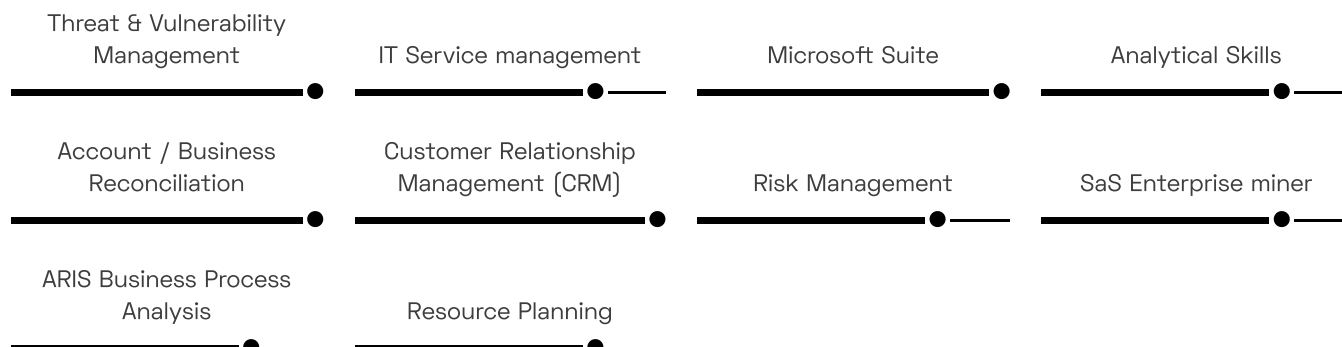 Threat & Vulnerability
Management
IT Service management
Microsoft Suite
Analytical Skills
Account / Business
Reconciliation
Customer Relationship
Management (CRM)
Risk Management
SaS Enterprise miner
ARIS Business Process
Analysis
Resource Planning